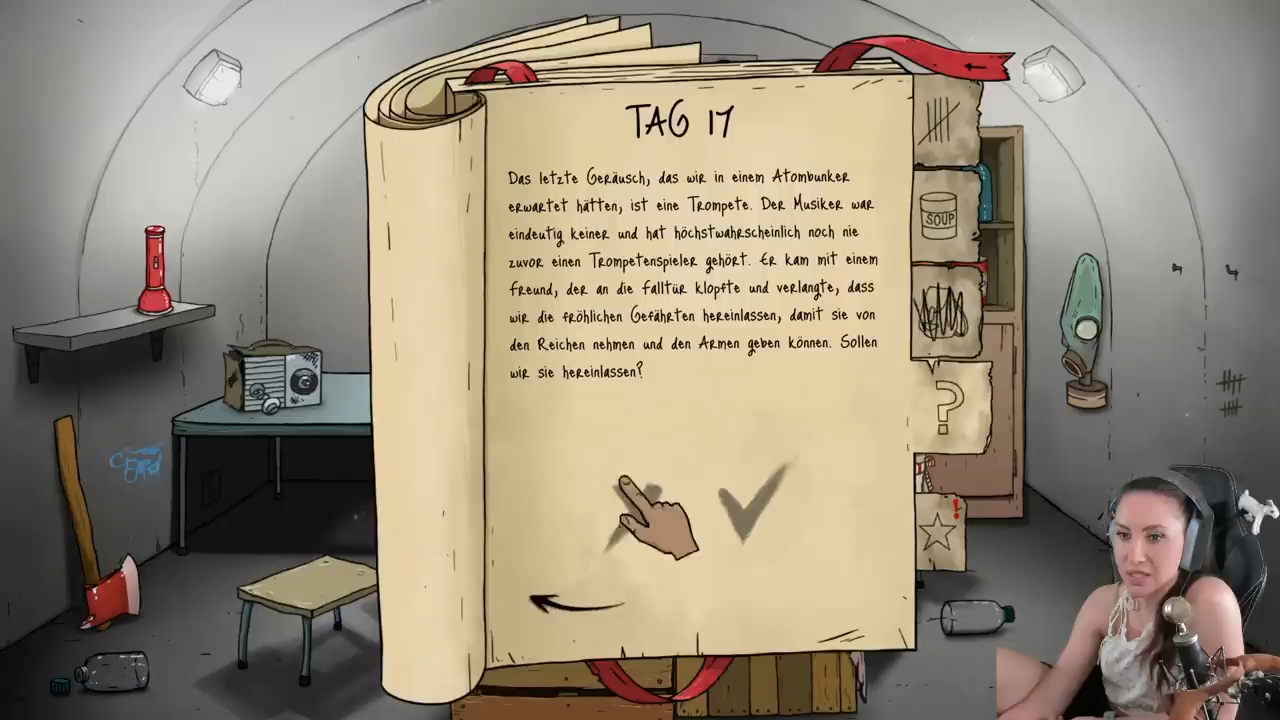 TAG 17
Das letzte Geräusch, das wir in einem Atombunker
erwartet hätten, ist eine Trompete. Der Musiker war
eindeutig keiner und hat höchstwahrscheinlich noch nie
zuvor einen Trompetenspieler gehört. Er kam mit einem
Freund, der an die Falltür klopfte und verlangte, dass
wir die fröhlichen Gefährten hereinlassen, damit sie von
den Reichen nehmen und den Armen geben können. Sollen
wir sie hereinlassen?
SOUP
?
!